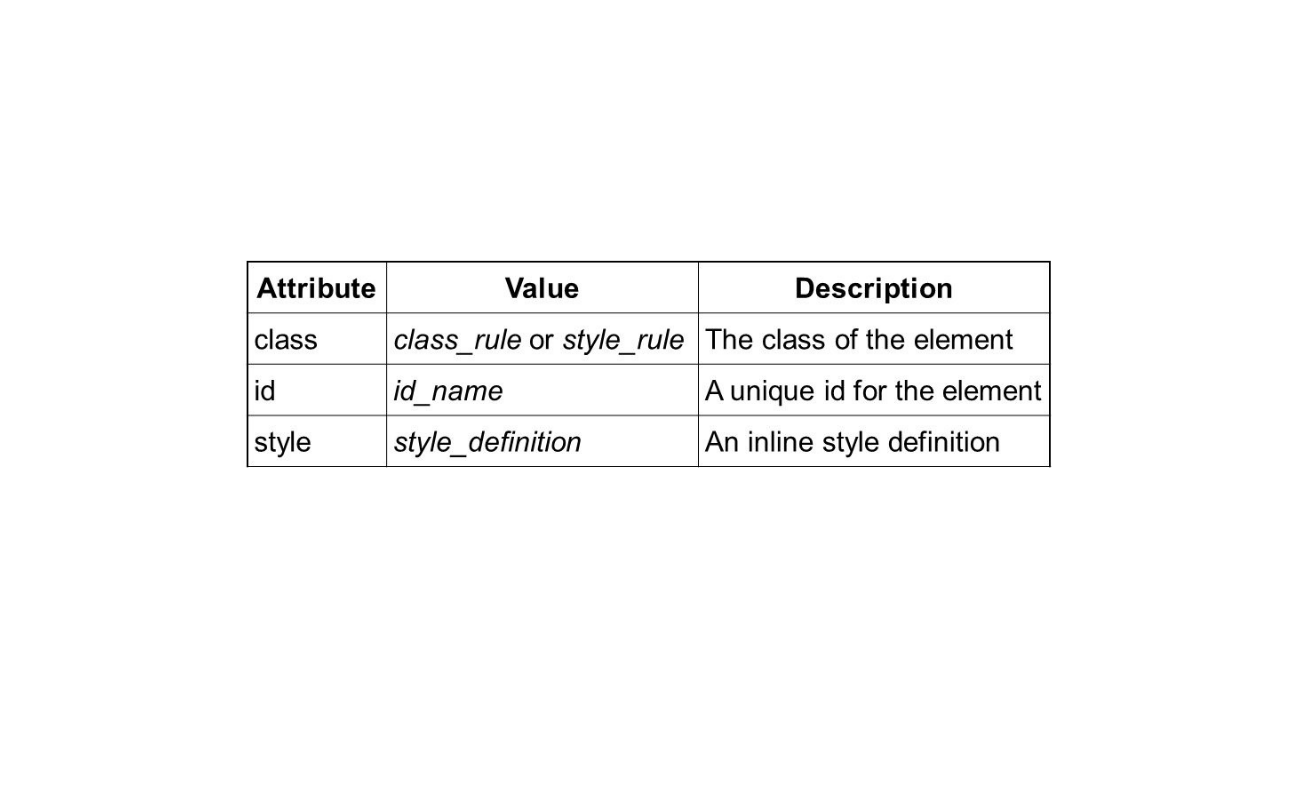 Attribute Value Description
class class_rule or style_rule The class of the element
id id_name A unique id for the element
style style_definition An inline style definition